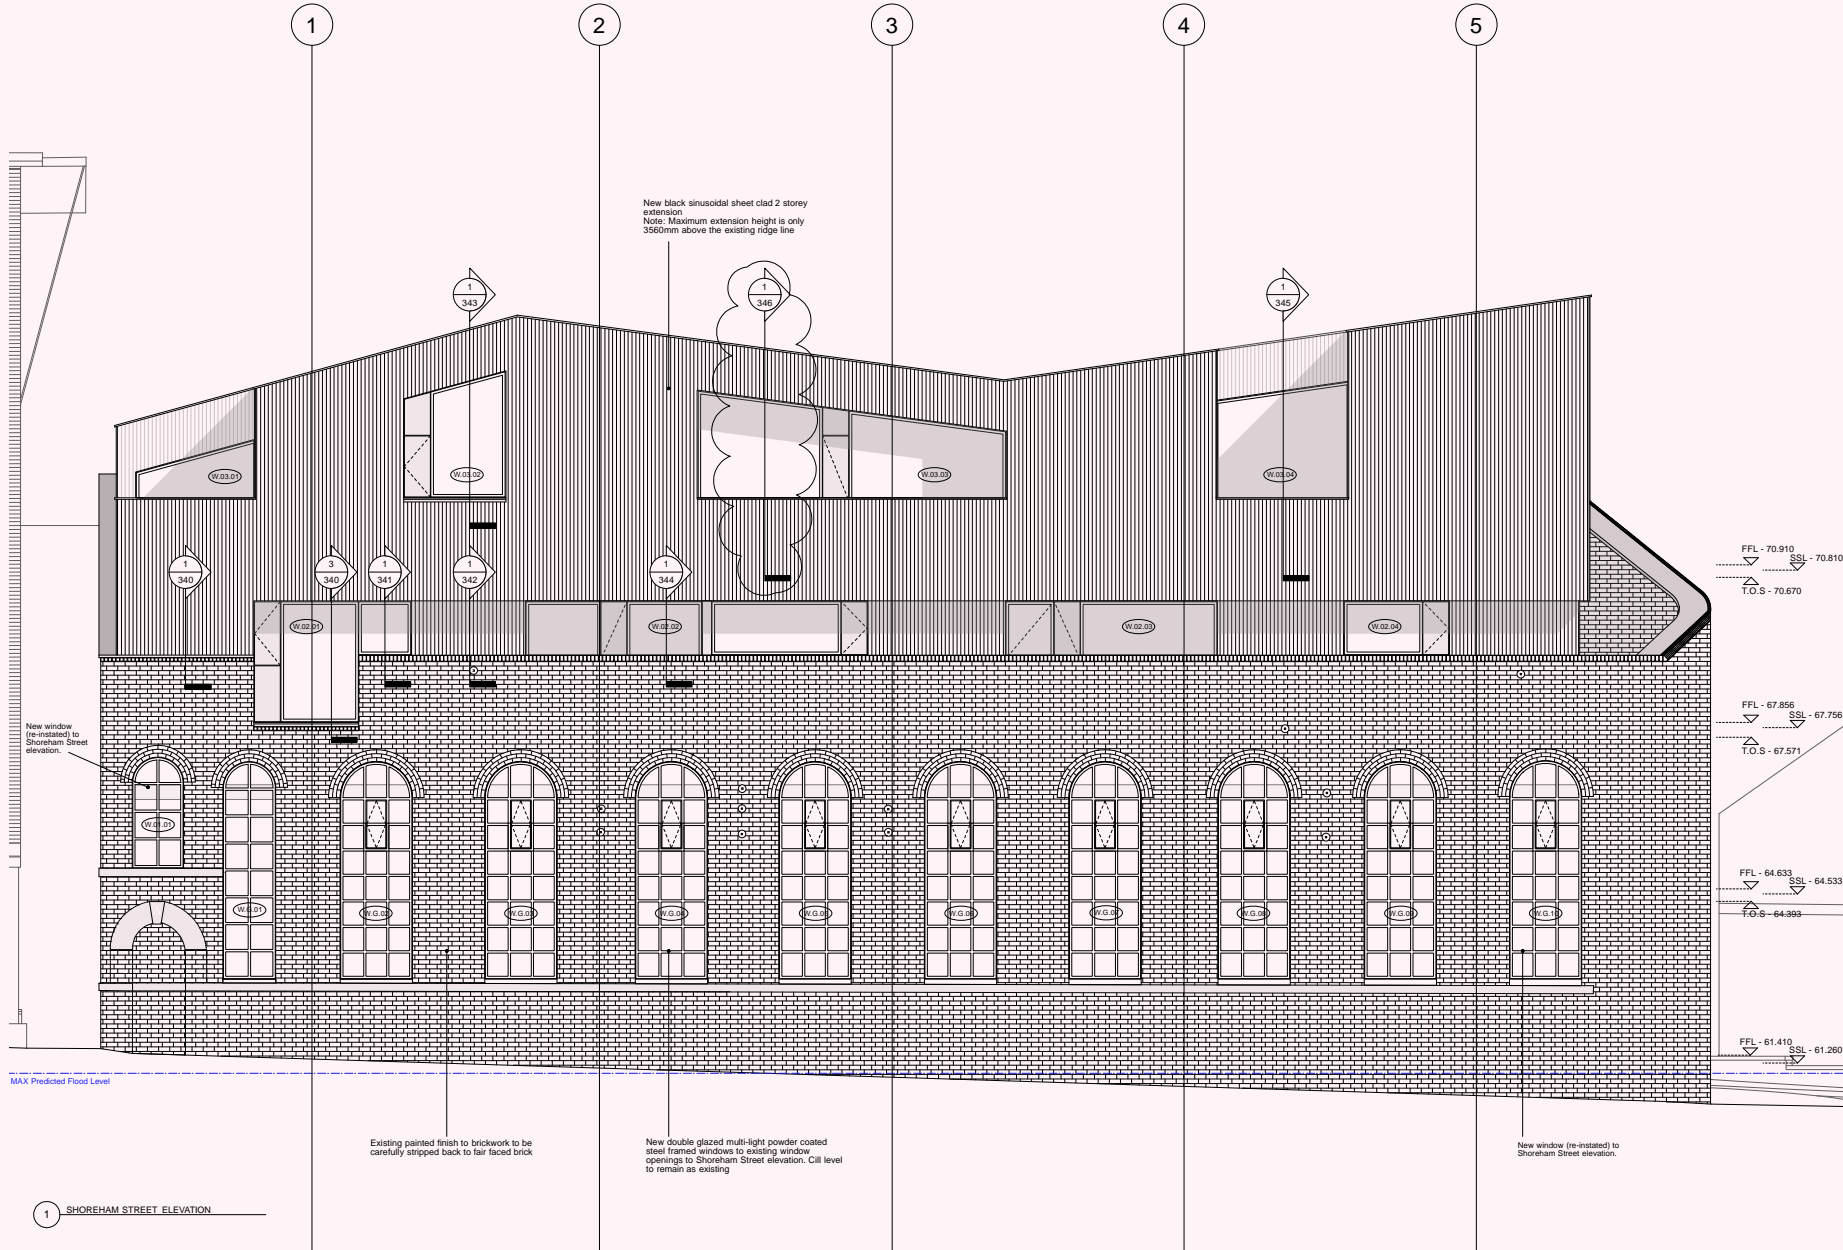 1
2
3
4
5
New black sinusoidal sheet clad 2 storey
extension
Note: Maximum extension height is only
3560mm above the existing ridge line
1
343
1
346
1
345
W.03.01
W.03.02
W.03.03
W.03.04
1
340
3
340
1
341
1
342
1
344
FFL - 70.910
SSL - 70.810
T.O.S - 70.670
W.02.01
W.02.02
W.02.03
W.02.04
FFL - 67.856
SSL - 67.756
T.O.S - 67.571
New window
(re-instated) to
Shoreham Street
elevation.
W.01.01
FFL - 64.633
SSL - 64.533
T.O.S - 64.393
W.G.01
W.G.02
W.G.03
W.G.04
W.G.05
W.G.06
W.G.07
W.G.08
W.G.09
W.G.10
FFL - 61.410
SSL - 61.260
MAX Predicted Flood Level
Existing painted finish to brickwork to be
carefully stripped back to fair faced brick
New double glazed multi-light powder coated
steel framed windows to existing window
openings to Shoreham Street elevation. Cill level
to remain as existing
New window (re-instated) to
Shoreham Street elevation.
1
SHOREHAM STREET ELEVATION